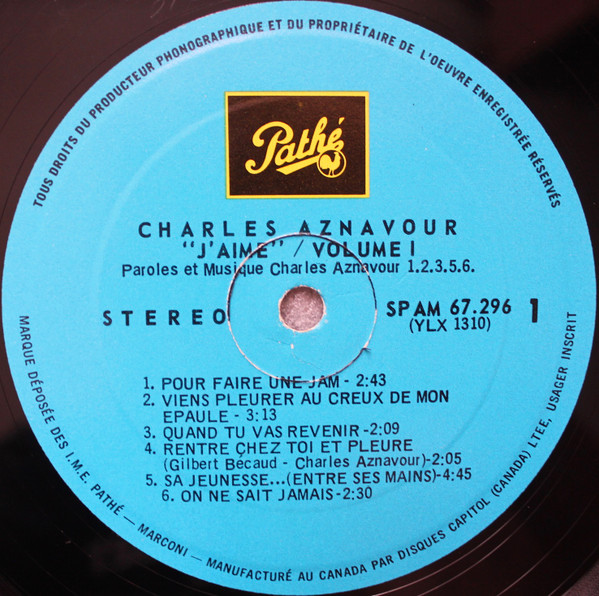 TOUS DROITS DU PRODUCTEUR PHONOGRAPHIQUE ET DU PROPRIÉTAIRE DE L'OEUVRE ENREGISTRÉE RÉSERVÉS
Pathé
CHARLES AZNAVOUR
"J'AIME" / VOLUME I
Paroles et Musique Charles Aznavour 1.2.3.5.6.
STEREO
SPAM 67.296 1
(YLX 1310)
1. POUR FAIRE UNE JAM - 2:43
2. VIENS PLEURER AU CREUX DE MON
EPAULE - 3:13
3. QUAND TU VAS REVENIR - 2:09
4. RENTRE CHEZ TOI ET PLEURE
(Gilbert Bécaud - Charles Aznavour) - 2:05
5. SA JEUNESSE...(ENTRE SES MAINS) - 4:45
6. ON NE SAIT JAMAIS - 2:30
MARQUE DÉPOSÉE DES I.M.E. PATHÉ — MARCONI — MANUFACTURÉ AU CANADA PAR DISQUES CAPITOL (CANADA) LTEE, USAGER INSCRIT